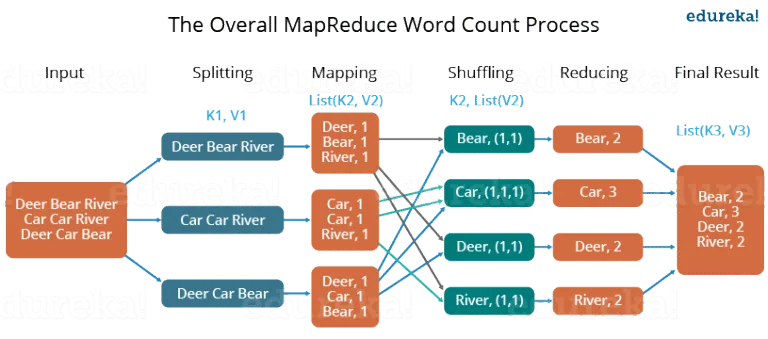 edureka!
The Overall MapReduce Word Count Process
Input
Splitting
Mapping
Shuffling
Reducing
Final Result
K1, V1
List(K2, V2)
K2, List(V2)
List(K3, V3)
Deer Bear River
Car Car River
Deer Car Bear
Deer Bear River
Car Car River
Deer Car Bear
Deer, 1
Bear, 1
River, 1
Car, 1
Car, 1
River, 1
Deer, 1
Car, 1
Bear, 1
Bear, (1,1)
Car, (1,1,1)
Deer, (1,1)
River, (1,1)
Bear, 2
Car, 3
Deer, 2
River, 2
Bear, 2
Car, 3
Deer, 2
River, 2